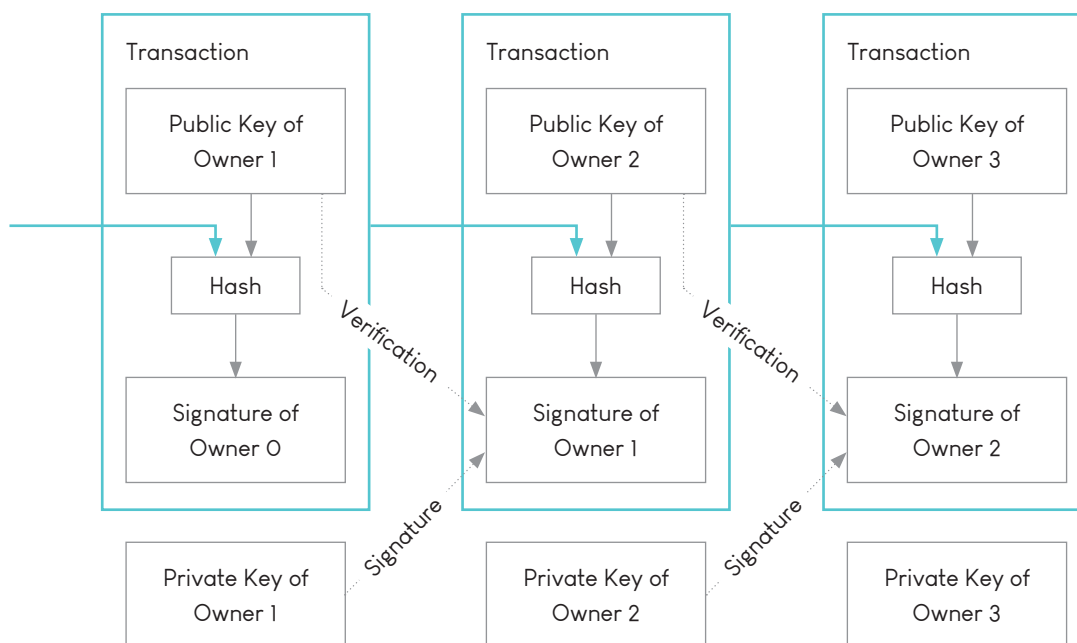 Transaction
Public Key of
Owner 1
Hash
Signature of
Owner 0
Verification
Signature
Private Key of
Owner 1
Transaction
Public Key of
Owner 2
Hash
Signature of
Owner 1
Verification
Signature
Private Key of
Owner 2
Transaction
Public Key of
Owner 3
Hash
Signature of
Owner 2
Private Key of
Owner 3